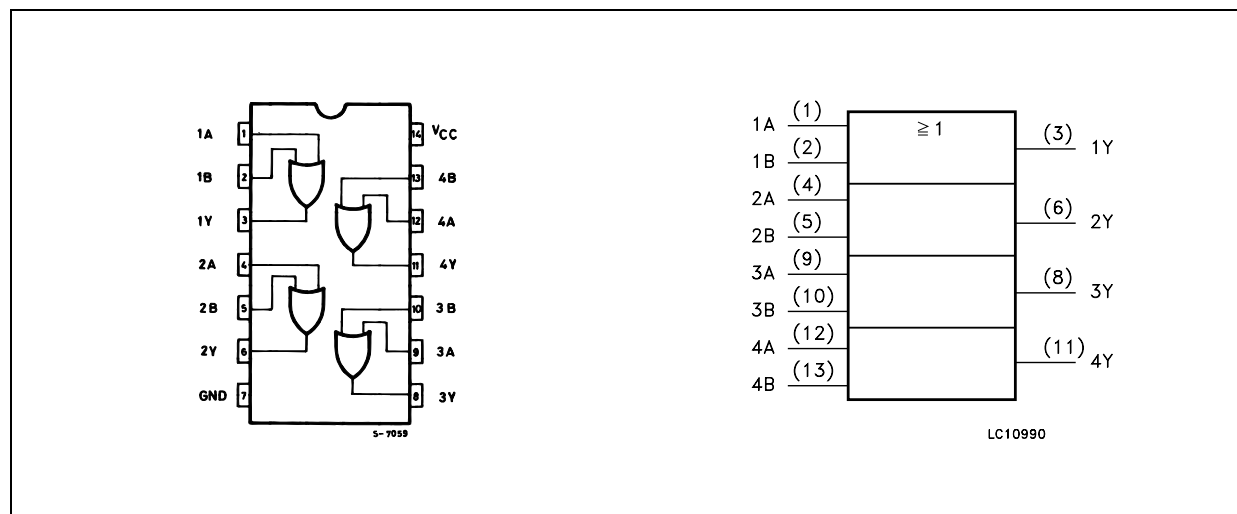 1A 1 14 VCC
1B 2 13 4B
1Y 3 12 4A
2A 4 11 4Y
2B 5 10 3B
2Y 6 9 3A
GND 7 8 3Y
S-7059
≧1
1A (1)
1B (2)
2A (4)
2B (5)
3A (9)
3B (10)
4A (12)
4B (13)
(3) 1Y
(6) 2Y
(8) 3Y
(11) 4Y
LC10990